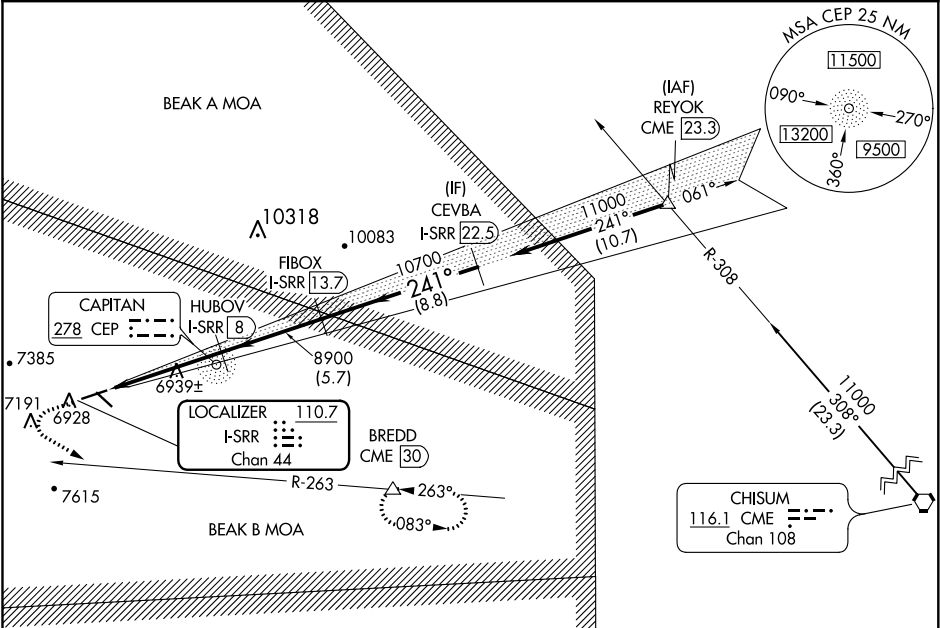 MSA CEP 25 NM
11500
090°
270°
13200
9500
360°
BEAK A MOA
(IAF)
REYOK
CME 23.3
061°
11000
241°
(10.7)
(IF)
CEVBA
I-SRR 22.5
10318
10083
10700
241°
(8.8)
R-308
FIBOX
I-SRR 13.7
CAPITAN
278 CEP
HUBOV
I-SRR 8
8900
(5.7)
7385
6939±
7191
6928
LOCALIZER 110.7
I-SRR
Chan 44
11000
308°
(23.3)
BREDD
CME 30
R-263
263°
083°
7615
BEAK B MOA
CHISUM
116.1 CME
Chan 108